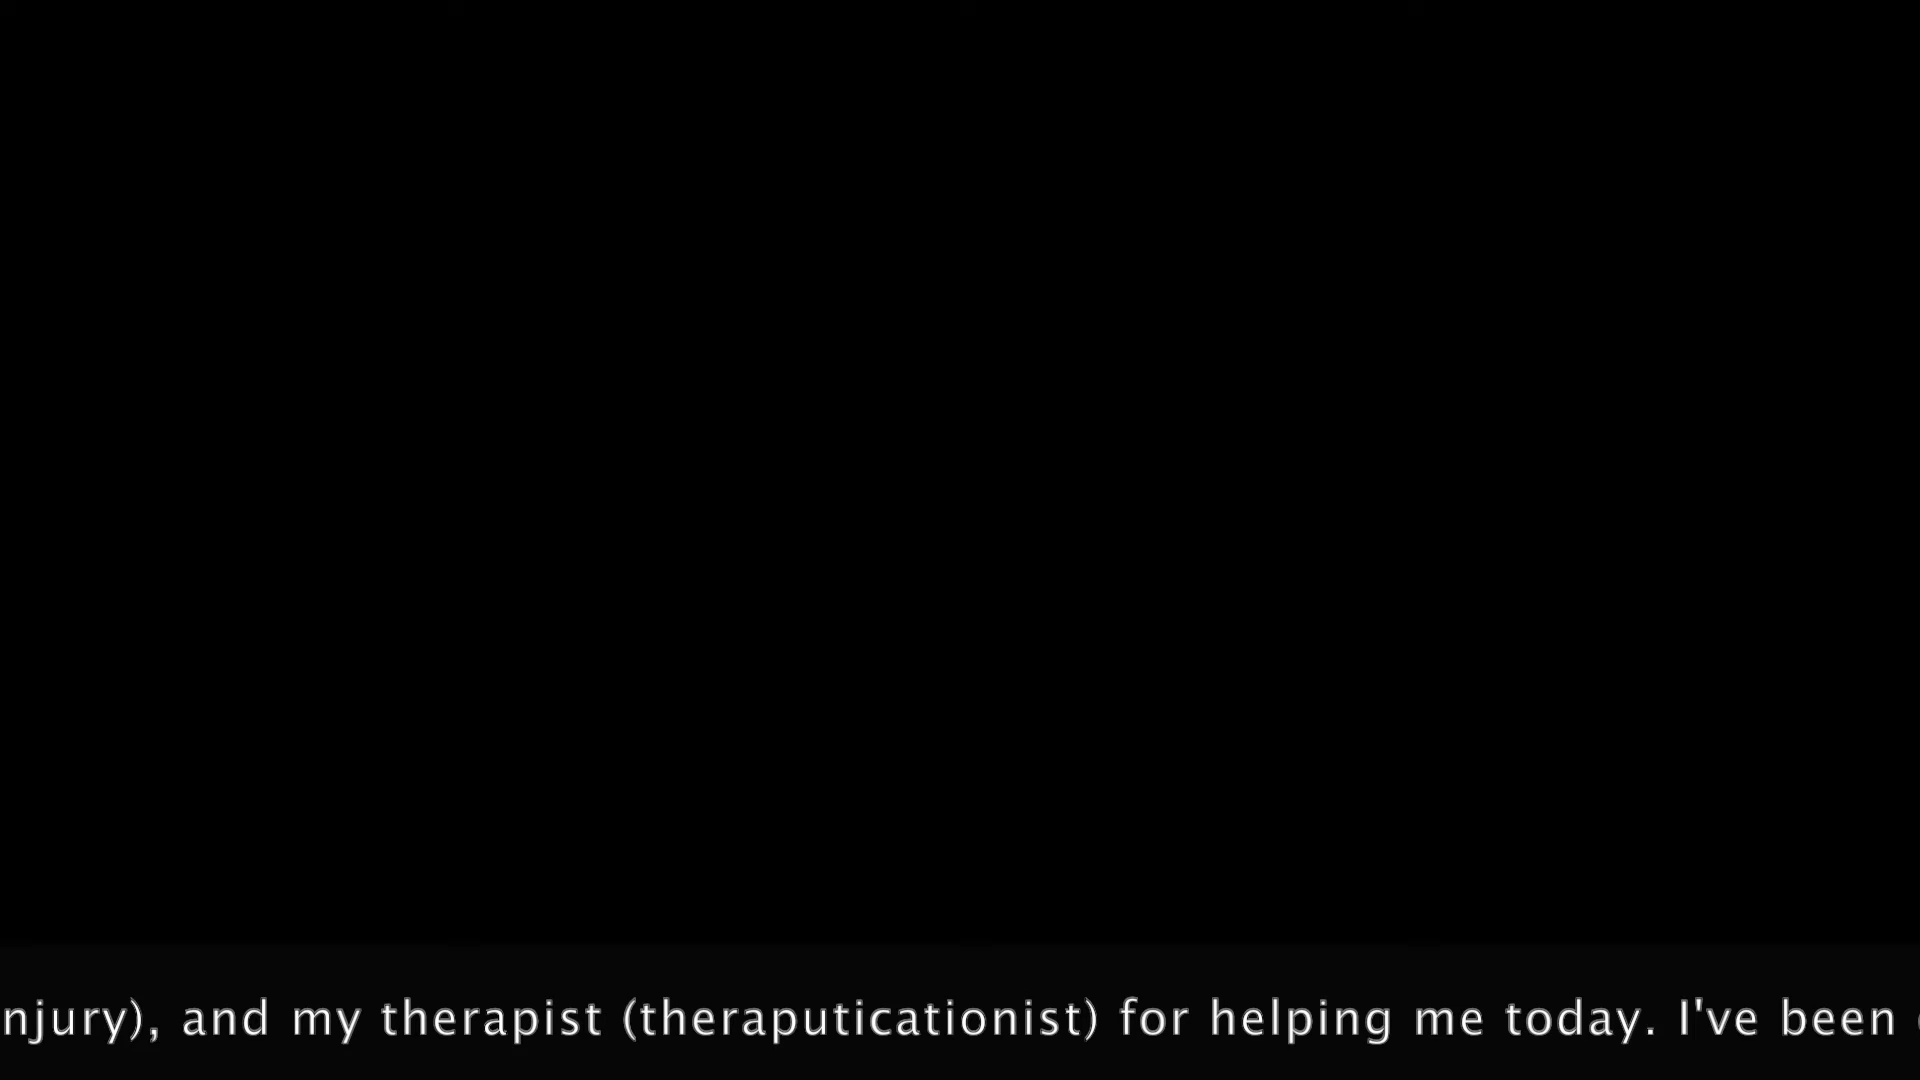 njury), and my therapist (theraputicationist) for helping me today. I've been